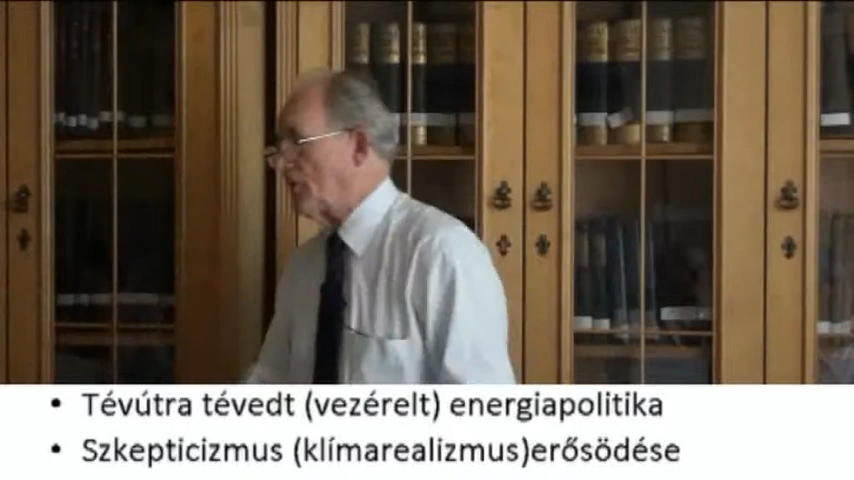 • Tévútra tévedt (vezérelt) energiapolitika
• Szkepticizmus (klímarealizmus)erősödése